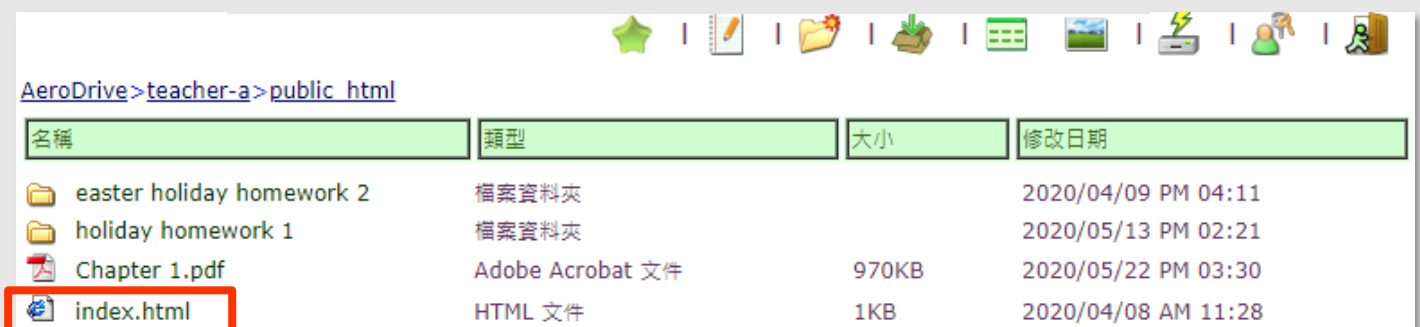 AeroDrive>teacher-a>public_html
名稱 類型 大小 修改日期
easter holiday homework 2 檔案資料夾 2020/04/09 PM 04:11
holiday homework 1 檔案資料夾 2020/05/13 PM 02:21
Chapter 1.pdf Adobe Acrobat 文件 970KB 2020/05/22 PM 03:30
index.html HTML 文件 1KB 2020/04/08 AM 11:28